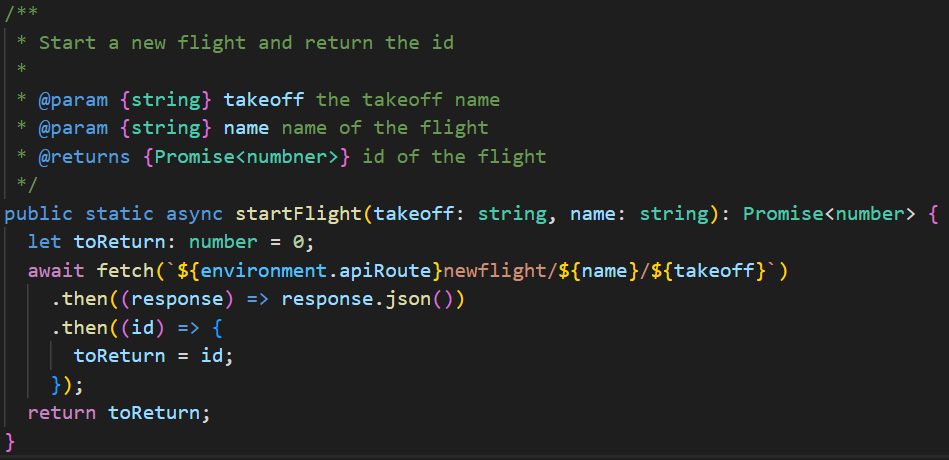 /**
 * Start a new flight and return the id
 *
 * @param {string} takeoff the takeoff name
 * @param {string} name name of the flight
 * @returns {Promise<numbner>} id of the flight
 */
public static async startFlight(takeoff: string, name: string): Promise<number> {
  let toReturn: number = 0;
  await fetch(`${environment.apiRoute}newflight/${name}/${takeoff}`)
    .then((response) => response.json())
    .then((id) => {
      toReturn = id;
    });
  return toReturn;
}